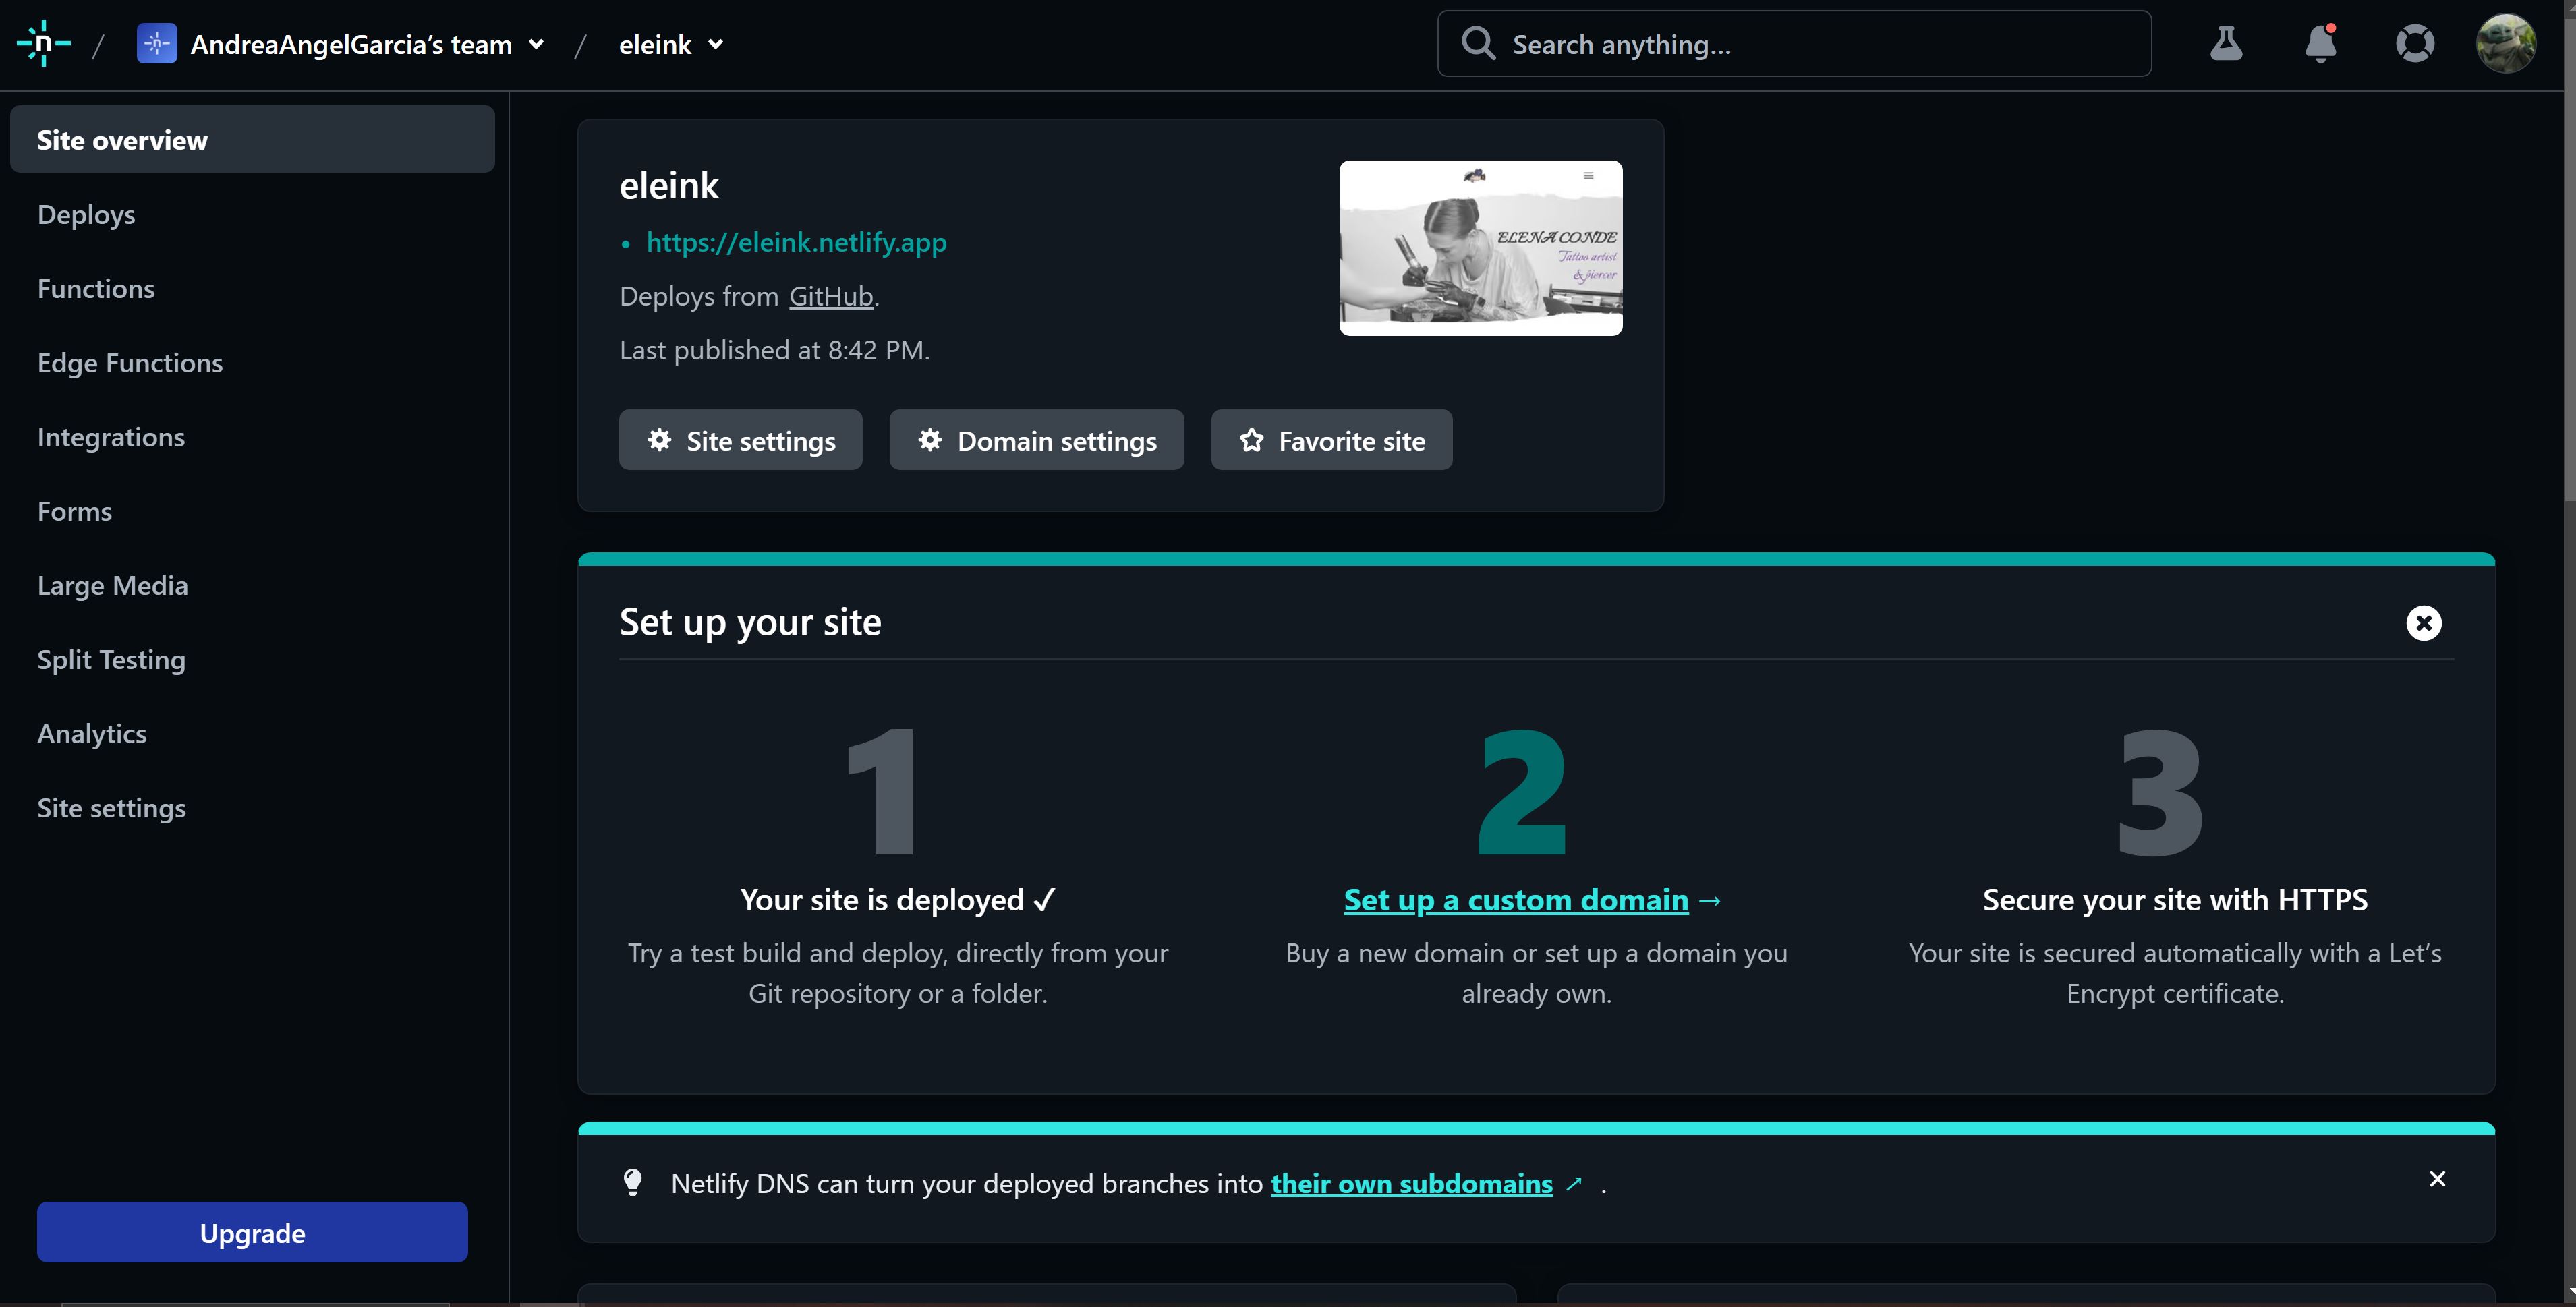 n / AndreaAngelGarcia's team / eleink
Search anything...
Site overview
Deploys
Functions
Edge Functions
Integrations
Forms
Large Media
Split Testing
Analytics
Site settings
Upgrade
eleink
https://eleink.netlify.app
Deploys from GitHub.
Last published at 8:42 PM.
ELENA CONDE
Tattoo artist
& piercer
Site settings
Domain settings
Favorite site
Set up your site
1
Your site is deployed ✓
Try a test build and deploy, directly from your
Git repository or a folder.
2
Set up a custom domain →
Buy a new domain or set up a domain you
already own.
3
Secure your site with HTTPS
Your site is secured automatically with a Let's
Encrypt certificate.
Netlify DNS can turn your deployed branches into their own subdomains ↗ .